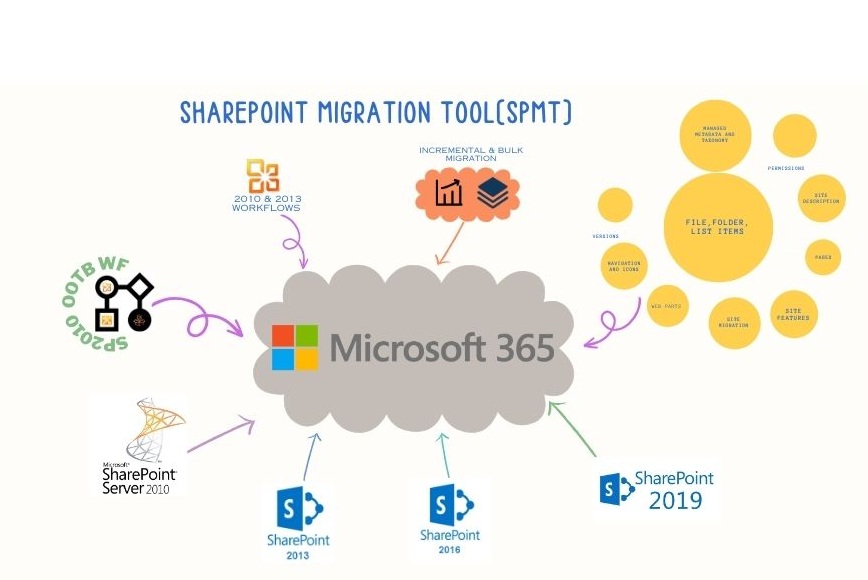 SHAREPOINT MIGRATION TOOL(SPMT)
2010 & 2013
WORKFLOWS
INCREMENTAL & BULK
MIGRATION
MANAGED
METADATA AND
TAXONOMY
PERMISSIONS
SITE
DESCRIPTION
FILE,FOLDER,
LIST ITEMS
VERSIONS
NAVIGATION
AND ICONS
PAGES
WEB PARTS
SITE
MIGRATION
SITE
FEATURES
SP2010 OOTB WF
Microsoft 365
Microsoft®
SharePoint®
Server 2010
S
SharePoint
2013
S
SharePoint
2016
S
SharePoint
2019